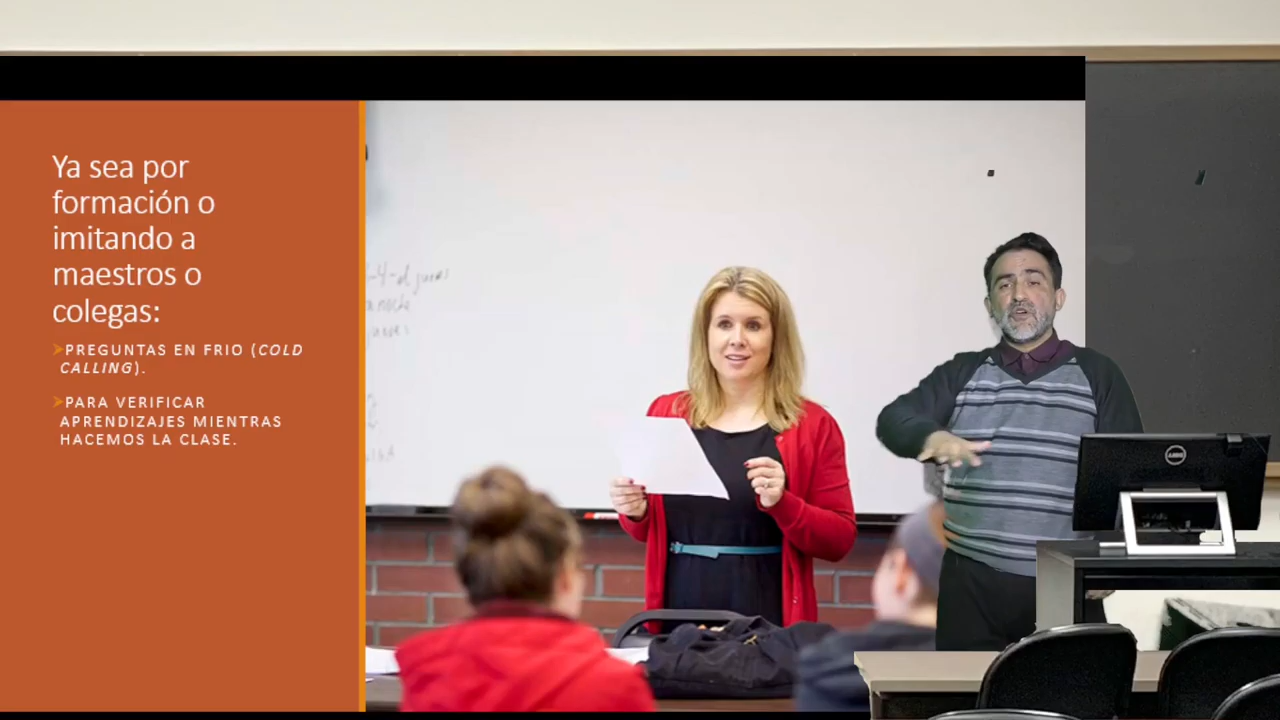 Ya sea por
formación o
imitando a
maestros o
colegas:
➤PREGUNTAS EN FRIO (COLD
CALLING).
➤PARA VERIFICAR
APRENDIZAJES MIENTRAS
HACEMOS LA CLASE.
DELL